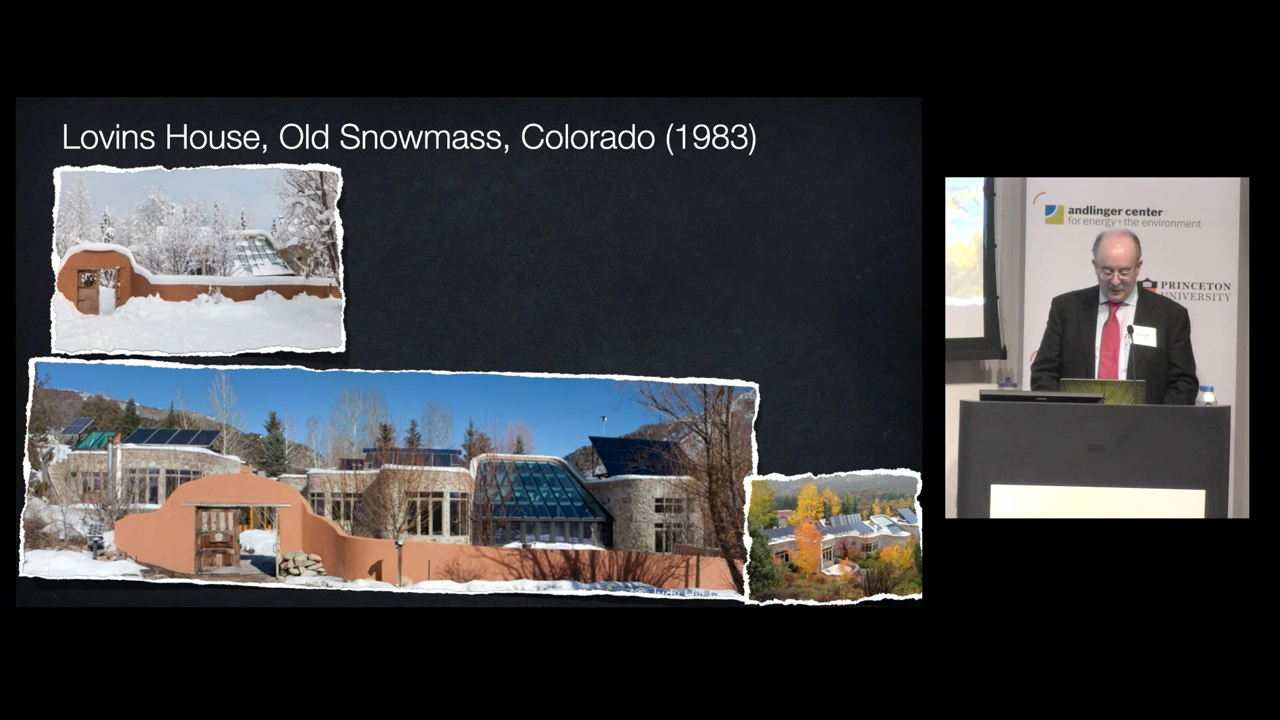 Lovins House, Old Snowmass, Colorado (1983)
andlinger center
for energy+the environment
PRINCETON
UNIVERSITY